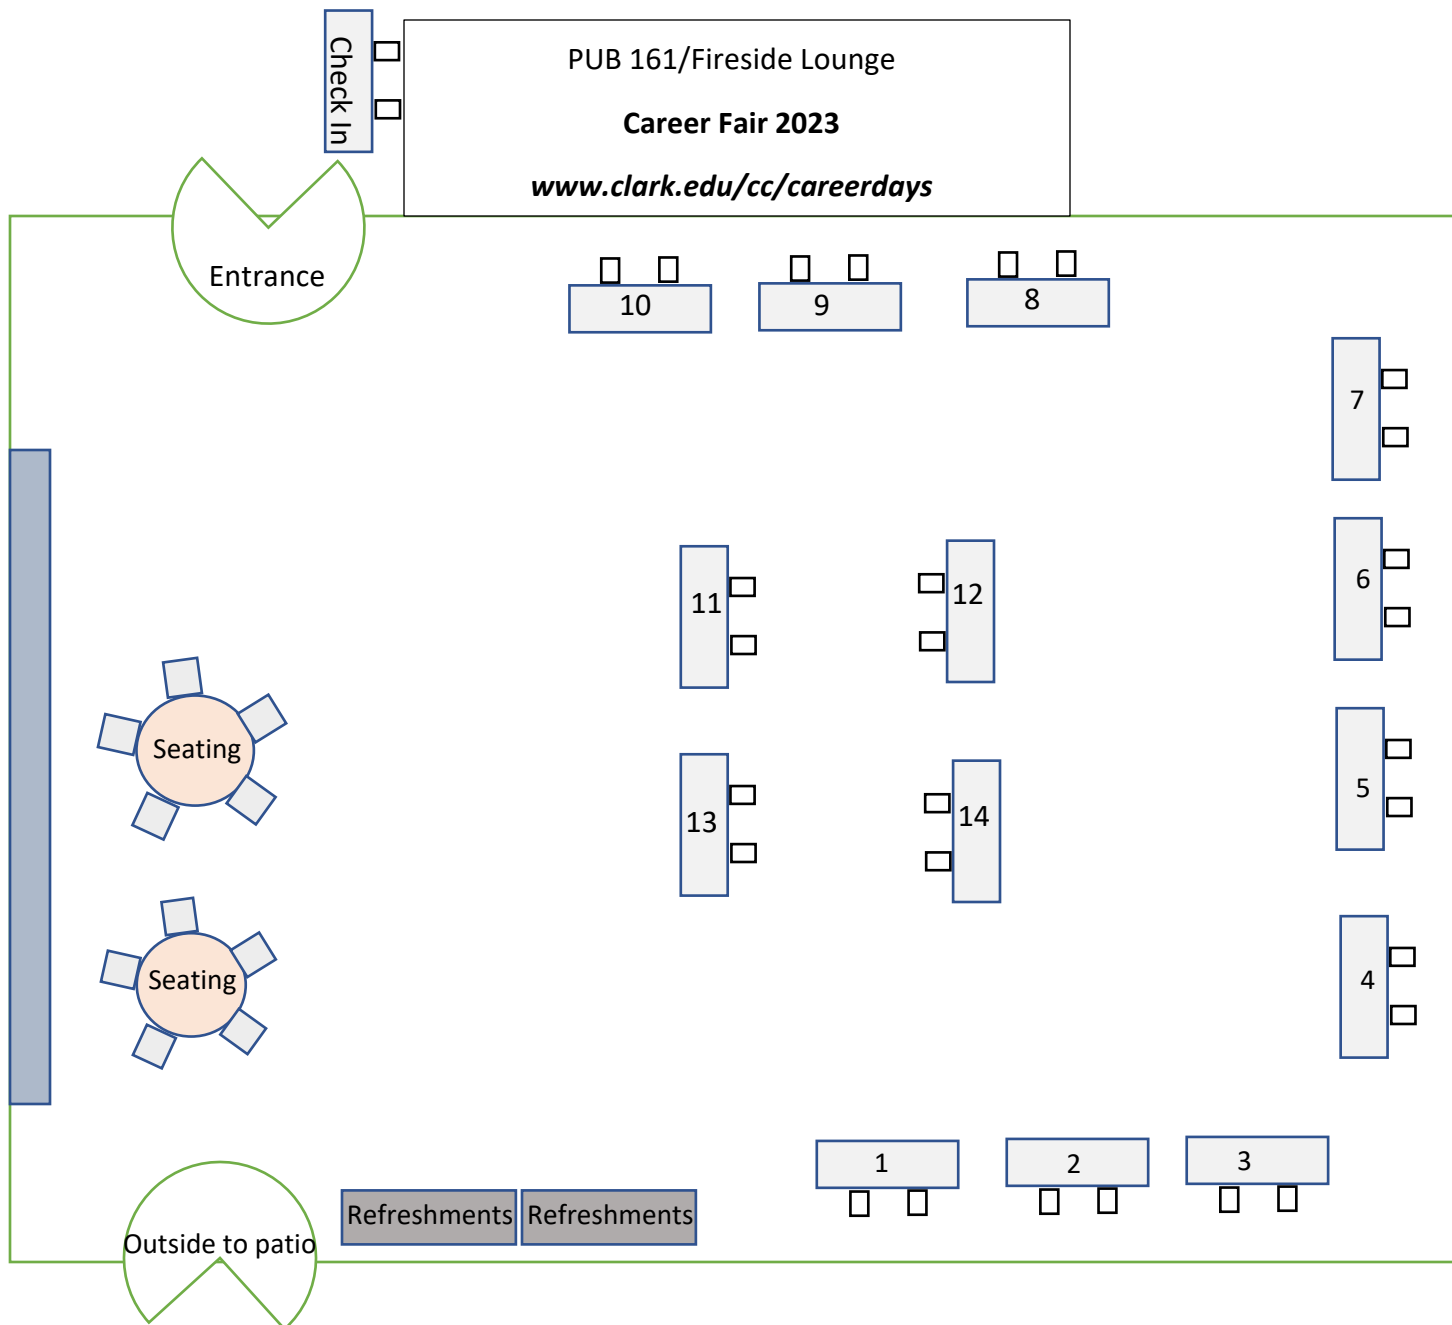 Check In
PUB 161/Fireside Lounge
Career Fair 2023
www.clark.edu/cc/careerdays
Entrance
10
9
8
7
6
11
12
Seating
5
13
14
Seating
4
1
2
3
Refreshments
Refreshments
Outside to patio